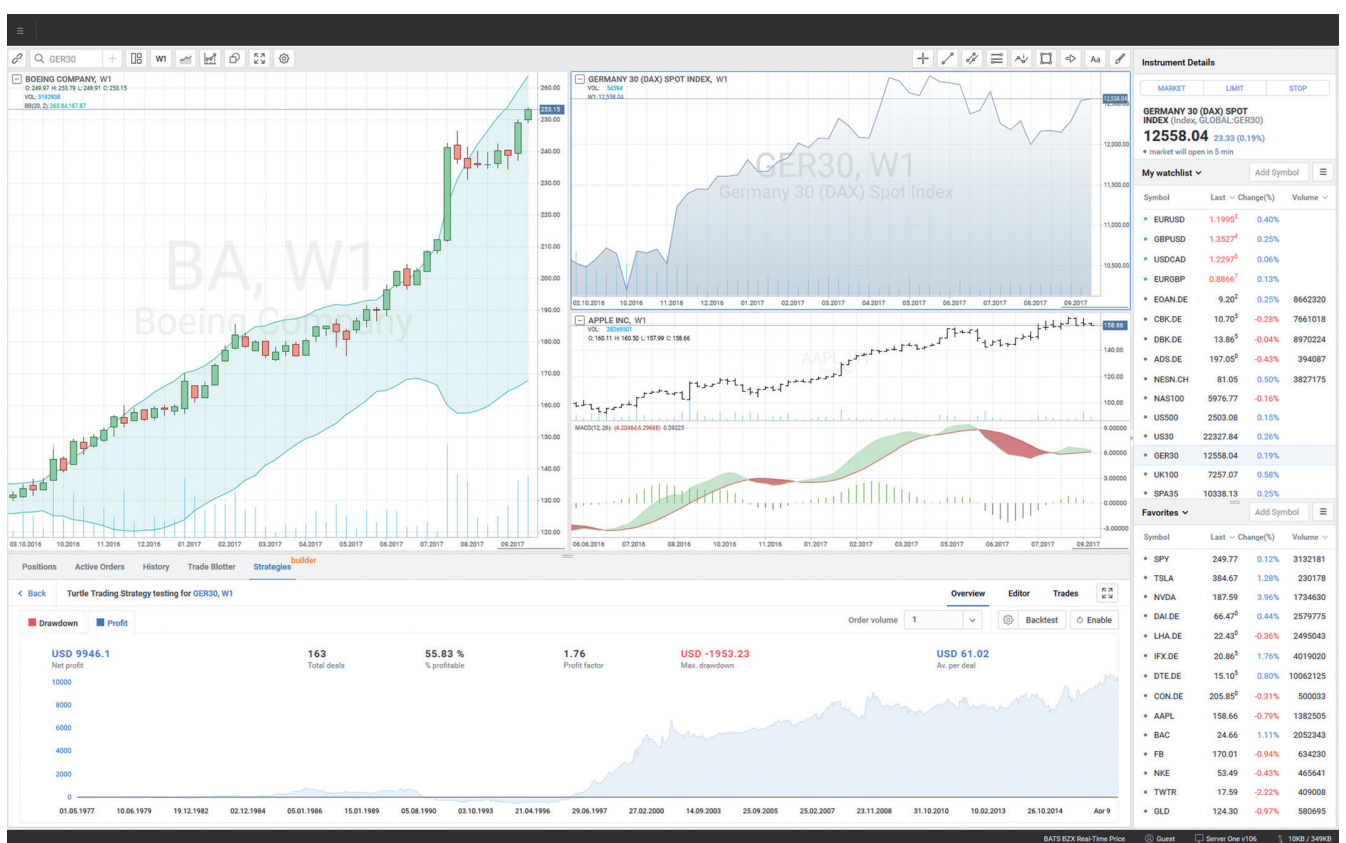 GER30
W1
Aa
BOEING COMPANY, W1
O: 249.97 H: 253.79 L: 248.91 C: 253.15
VOL: 5192938
BB(20, 2): 263.84,167.87
BA, W1
Boeing Company
260.00
253.15
250.00
240.00
230.00
220.00
210.00
200.00
190.00
180.00
170.00
160.00
150.00
140.00
130.00
120.00
03.10.2016 10.2016 11.2016 12.2016 01.2017 02.2017 03.2017 04.2017 05.2017 06.2017 07.2017 08.2017 09.2017
GERMANY 30 (DAX) SPOT INDEX, W1
VOL: 54594
W1: 12,558.04
GER30, W1
Germany 30 (DAX) Spot Index
12,558.04
12,500.00
12,000.00
11,500.00
11,000.00
10,500.00
02.10.2016 10.2016 11.2016 12.2016 01.2017 02.2017 03.2017 04.2017 05.2017 06.2017 07.2017 08.2017 09.2017
APPLE INC, W1
VOL: 28269301
O: 160.11 H: 160.50 L: 157.99 C: 158.66
158.66
140.00
120.00
100.00
MACD(12, 26): (6.20464,6.29688) 0.09225
9.00000
6.00000
3.00000
0.00000
-3.00000
06.06.2016 07.2016 08.2016 10.2016 11.2016 01.2017 02.2017 03.2017 05.2017 06.2017 07.2017 09.2017
Instrument Details
MARKET LIMIT STOP
GERMANY 30 (DAX) SPOT
INDEX (Index, GLOBAL:GER30)
12558.04 23.33 (0.19%)
market will open in 5 min
My watchlist Add Symbol
Symbol Last Change(%) Volume
EURUSD 1.1995² 0.40%
GBPUSD 1.3527⁴ 0.25%
USDCAD 1.2297⁰ 0.06%
EURGBP 0.8866⁷ 0.13%
EOAN.DE 9.20² 0.25% 8662320
CBK.DE 10.70⁵ -0.28% 7661018
DBK.DE 13.86⁵ -0.04% 8970224
ADS.DE 197.05⁰ -0.43% 394087
NESN.CH 81.05 0.50% 3827175
NAS100 5976.77 -0.16%
US500 2503.08 0.15%
US30 22327.84 0.26%
GER30 12558.04 0.19%
UK100 7257.07 0.58%
SPA35 10338.13 0.25%
Favorites Add Symbol
Symbol Last Change(%) Volume
SPY 249.77 0.12% 3132181
TSLA 384.67 1.28% 230178
NVDA 187.59 3.96% 1734630
DAI.DE 66.47⁰ 0.44% 2579775
LHA.DE 22.43⁰ -0.36% 2495043
IFX.DE 20.86⁵ 1.76% 4019020
DTE.DE 15.10⁵ 0.80% 10062125
CON.DE 205.85⁰ -0.31% 500033
AAPL 158.66 -0.79% 1382505
BAC 24.66 1.11% 2052343
FB 170.01 -0.94% 634230
NKE 53.49 -0.43% 465641
TWTR 17.59 -2.22% 409008
GLD 124.30 -0.97% 580695
Positions Active Orders History Trade Blotter Strategies builder
Back Turtle Trading Strategy testing for GER30, W1 Overview Editor Trades
Drawdown Profit Order volume 1 Backtest Enable
USD 9946.1 163 55.83 % 1.76 USD -1953.23 USD 61.02
Net profit Total deals % profitable Profit factor Max. drawdown Av. per deal
10000
8000
6000
4000
2000
0
01.05.1977 10.06.1979 19.12.1982 02.12.1984 05.01.1986 15.01.1989 05.08.1990 03.10.1993 21.04.1996 29.06.1997 27.02.2000 14.09.2003 25.09.2005 25.02.2007 23.11.2008 31.10.2010 10.02.2013 26.10.2014 Aпr 9
BATS BZX Real-Time Price Guest Server One v106 10KB / 349KB